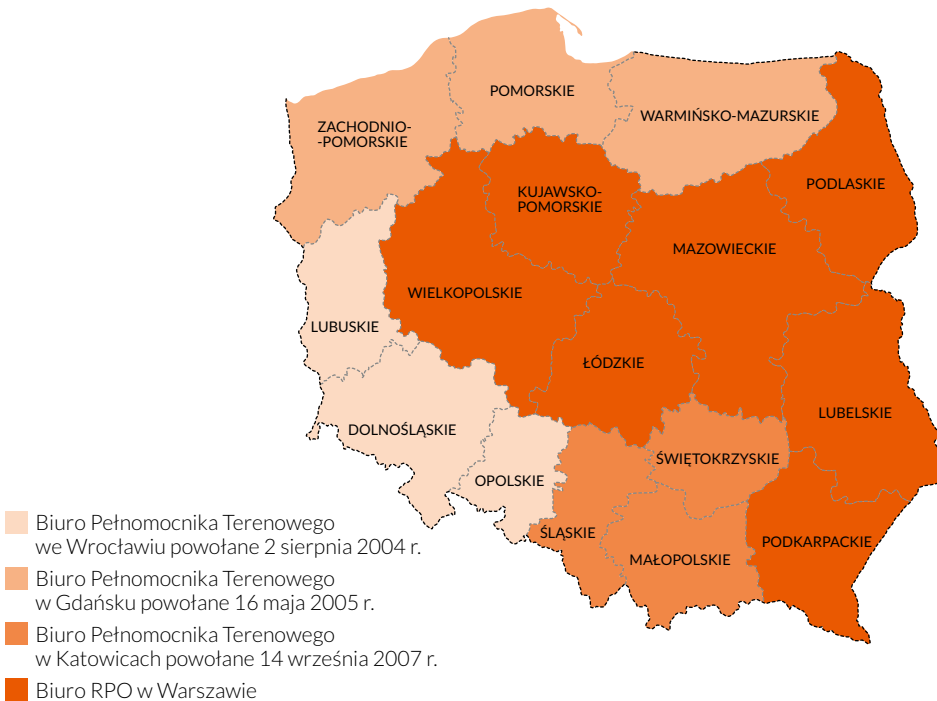 POMORSKIE
WARMIŃSKO-MAZURSKIE
ZACHODNIO-
-POMORSKIE
PODLASKIE
KUJAWSKO-
POMORSKIE
MAZOWIECKIE
WIELKOPOLSKIE
LUBUSKIE
ŁÓDZKIE
LUBELSKIE
DOLNOŚLĄSKIE
ŚWIĘTOKRZYSKIE
OPOLSKIE
ŚLĄSKIE
PODKARPACKIE
MAŁOPOLSKIE
Biuro Pełnomocnika Terenowego
we Wrocławiu powołane 2 sierpnia 2004 r.
Biuro Pełnomocnika Terenowego
w Gdańsku powołane 16 maja 2005 r.
Biuro Pełnomocnika Terenowego
w Katowicach powołane 14 września 2007 r.
Biuro RPO w Warszawie